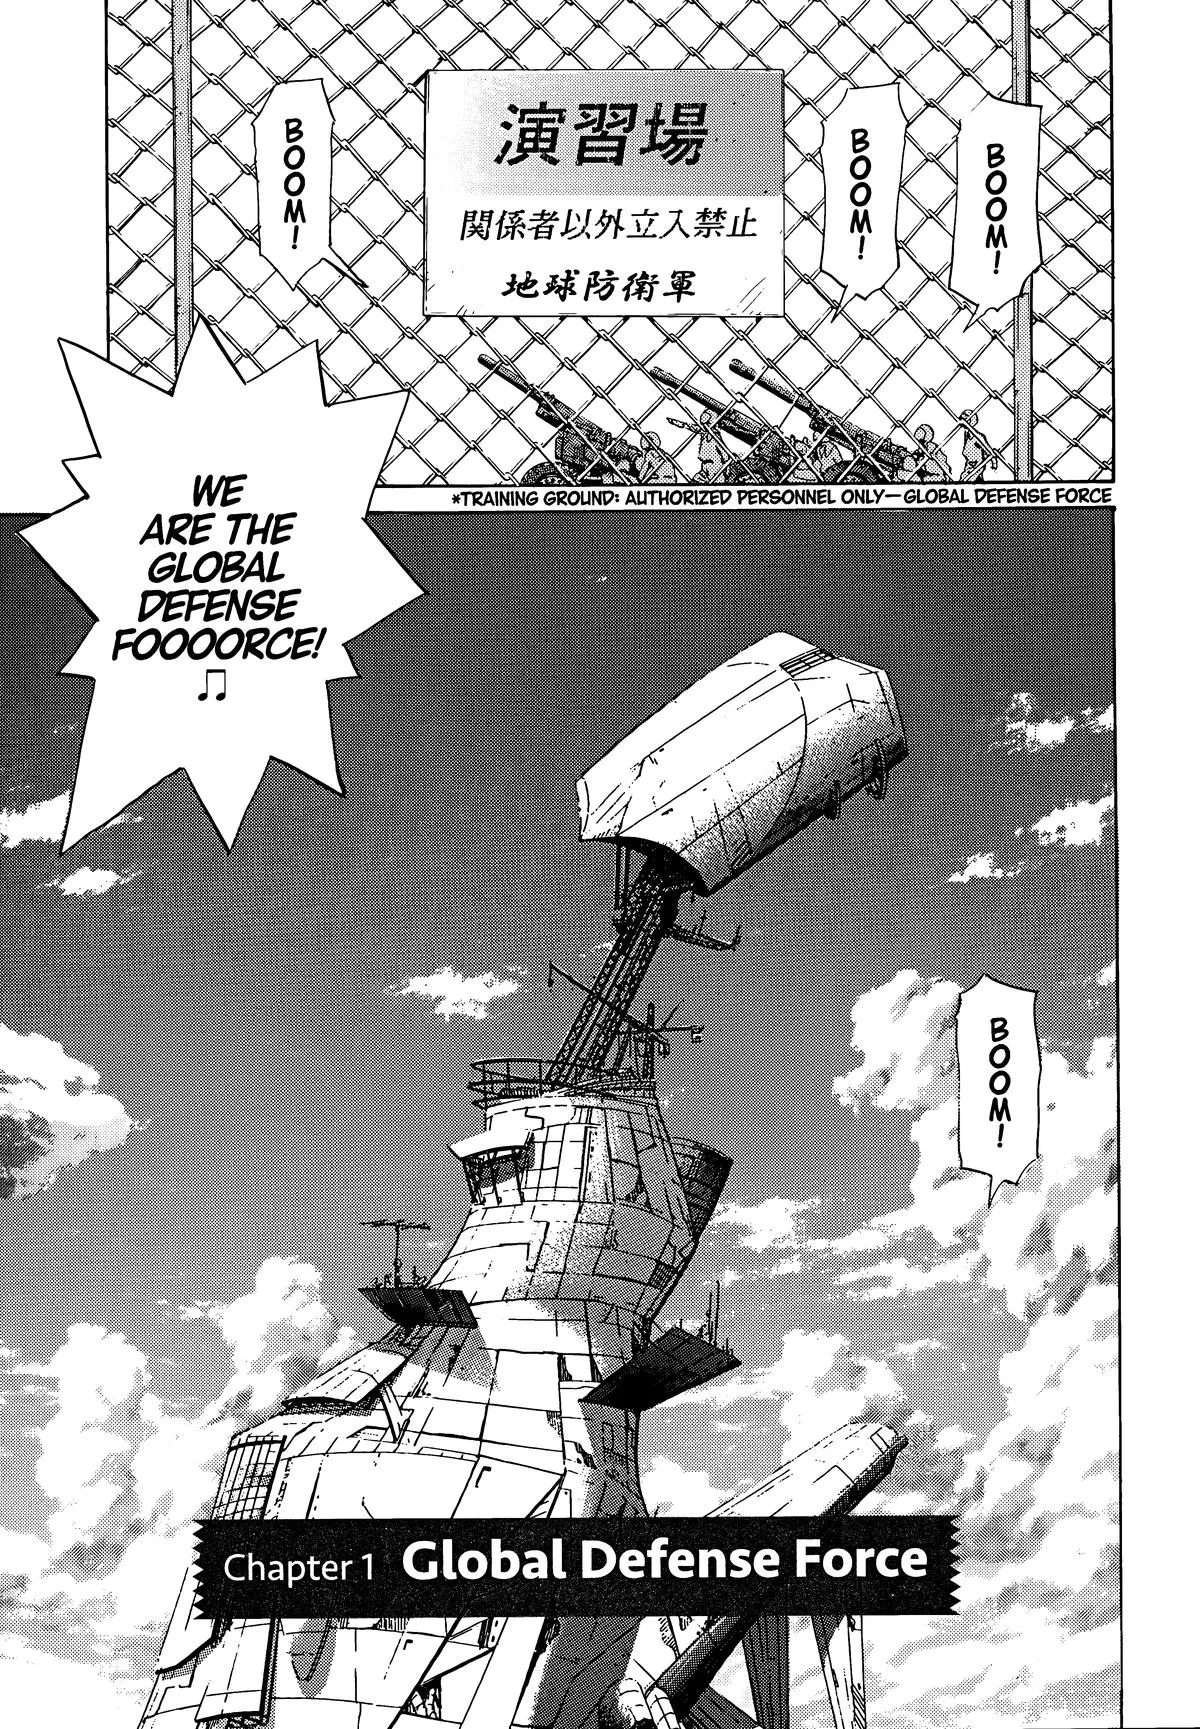 BOOM!
演習場
関係者以外立入禁止
地球防衛軍
BOOM!
BOOM!
*TRAINING GROUND: AUTHORIZED PERSONNEL ONLY—GLOBAL DEFENSE FORCE
WE
ARE THE
GLOBAL
DEFENSE
FOOOORCE!
♫
BOOM!
Chapter 1 Global Defense Force